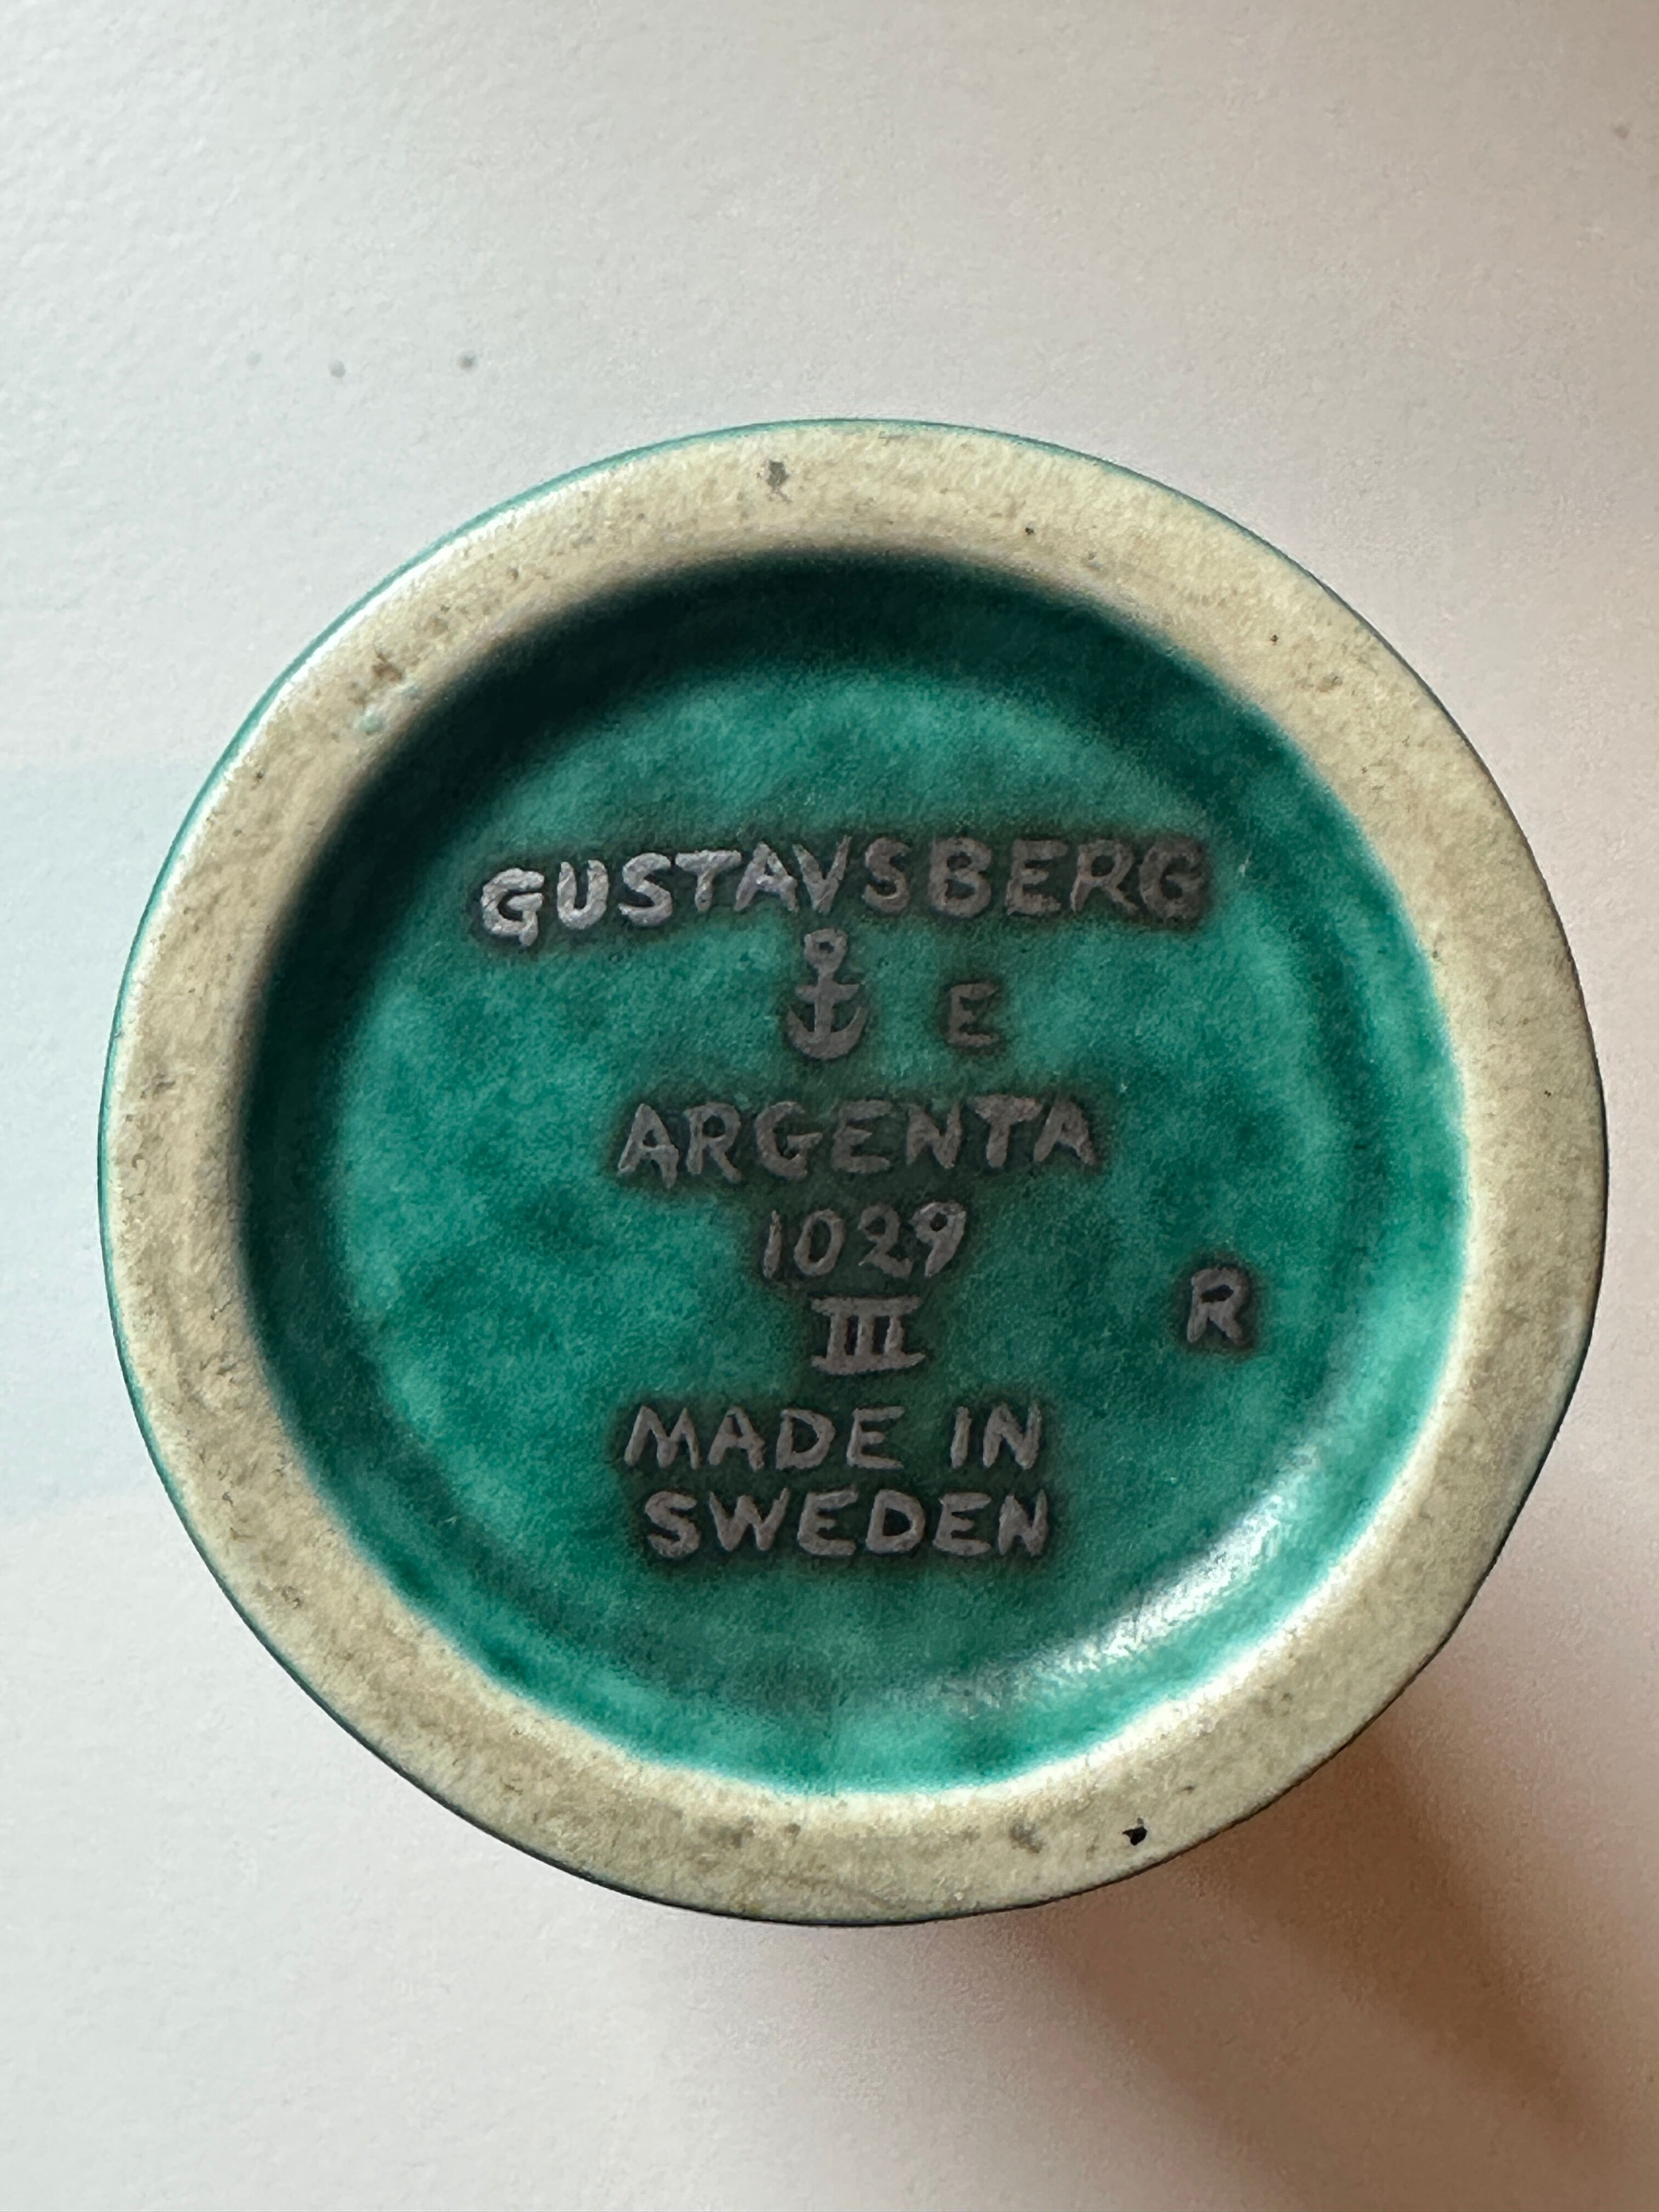 GUSTAVSBERG
E
ARGENTA
1029
III
R
MADE IN
SWEDEN